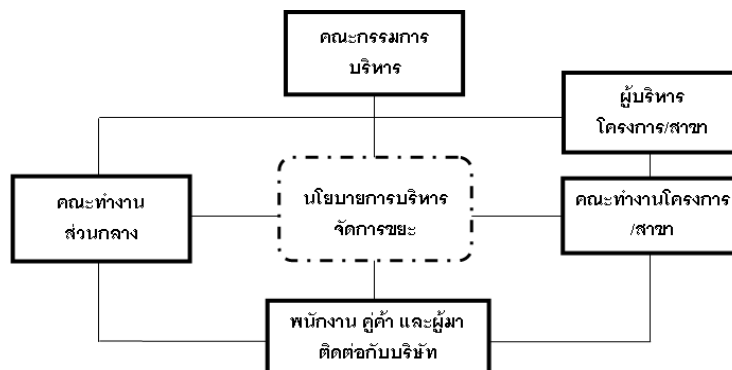 คณะกรรมการ
บริหาร
ผู้บริหาร
โครงการ/สาขา
คณะทำงาน
ส่วนกลาง
นโยบายการบริหาร
จัดการขยะ
คณะทำงานโครงการ
/สาขา
พนักงาน คู่ค้า และผู้มา
ติดต่อกับบริษัท